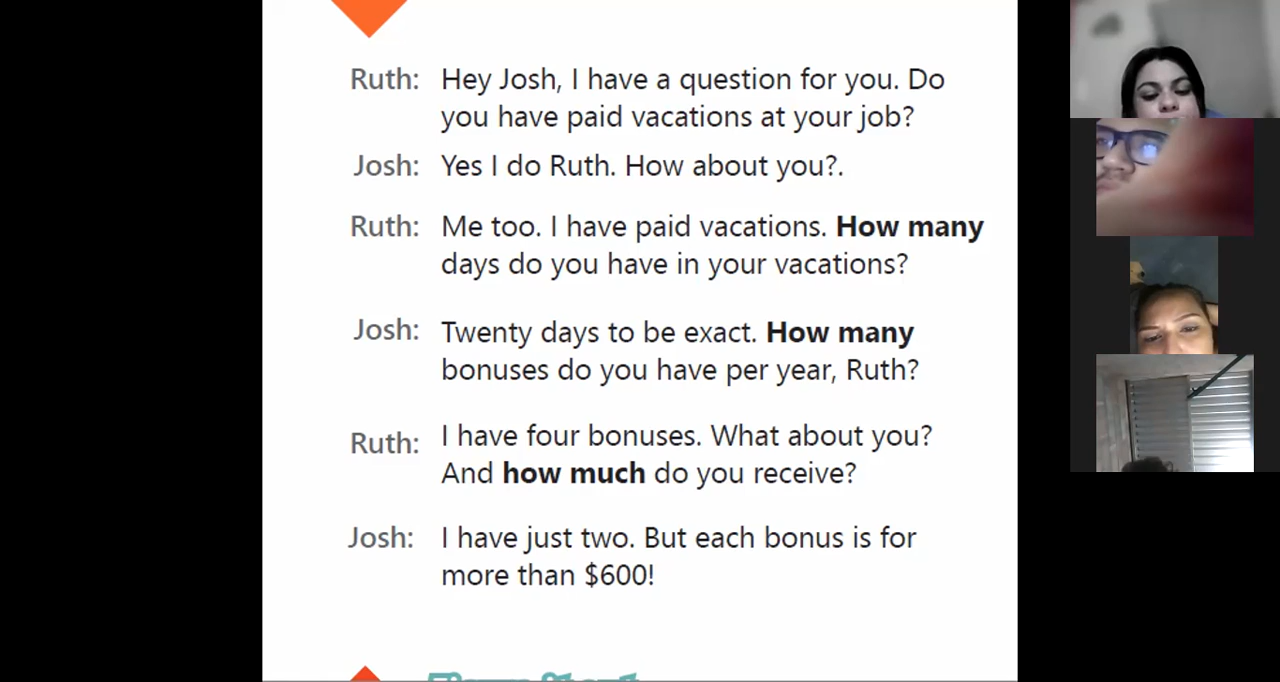 Ruth: Hey Josh, I have a question for you. Do
you have paid vacations at your job?
Josh: Yes I do Ruth. How about you?.
Ruth: Me too. I have paid vacations. How many
days do you have in your vacations?
Josh: Twenty days to be exact. How many
bonuses do you have per year, Ruth?
Ruth: I have four bonuses. What about you?
And how much do you receive?
Josh: I have just two. But each bonus is for
more than $600!